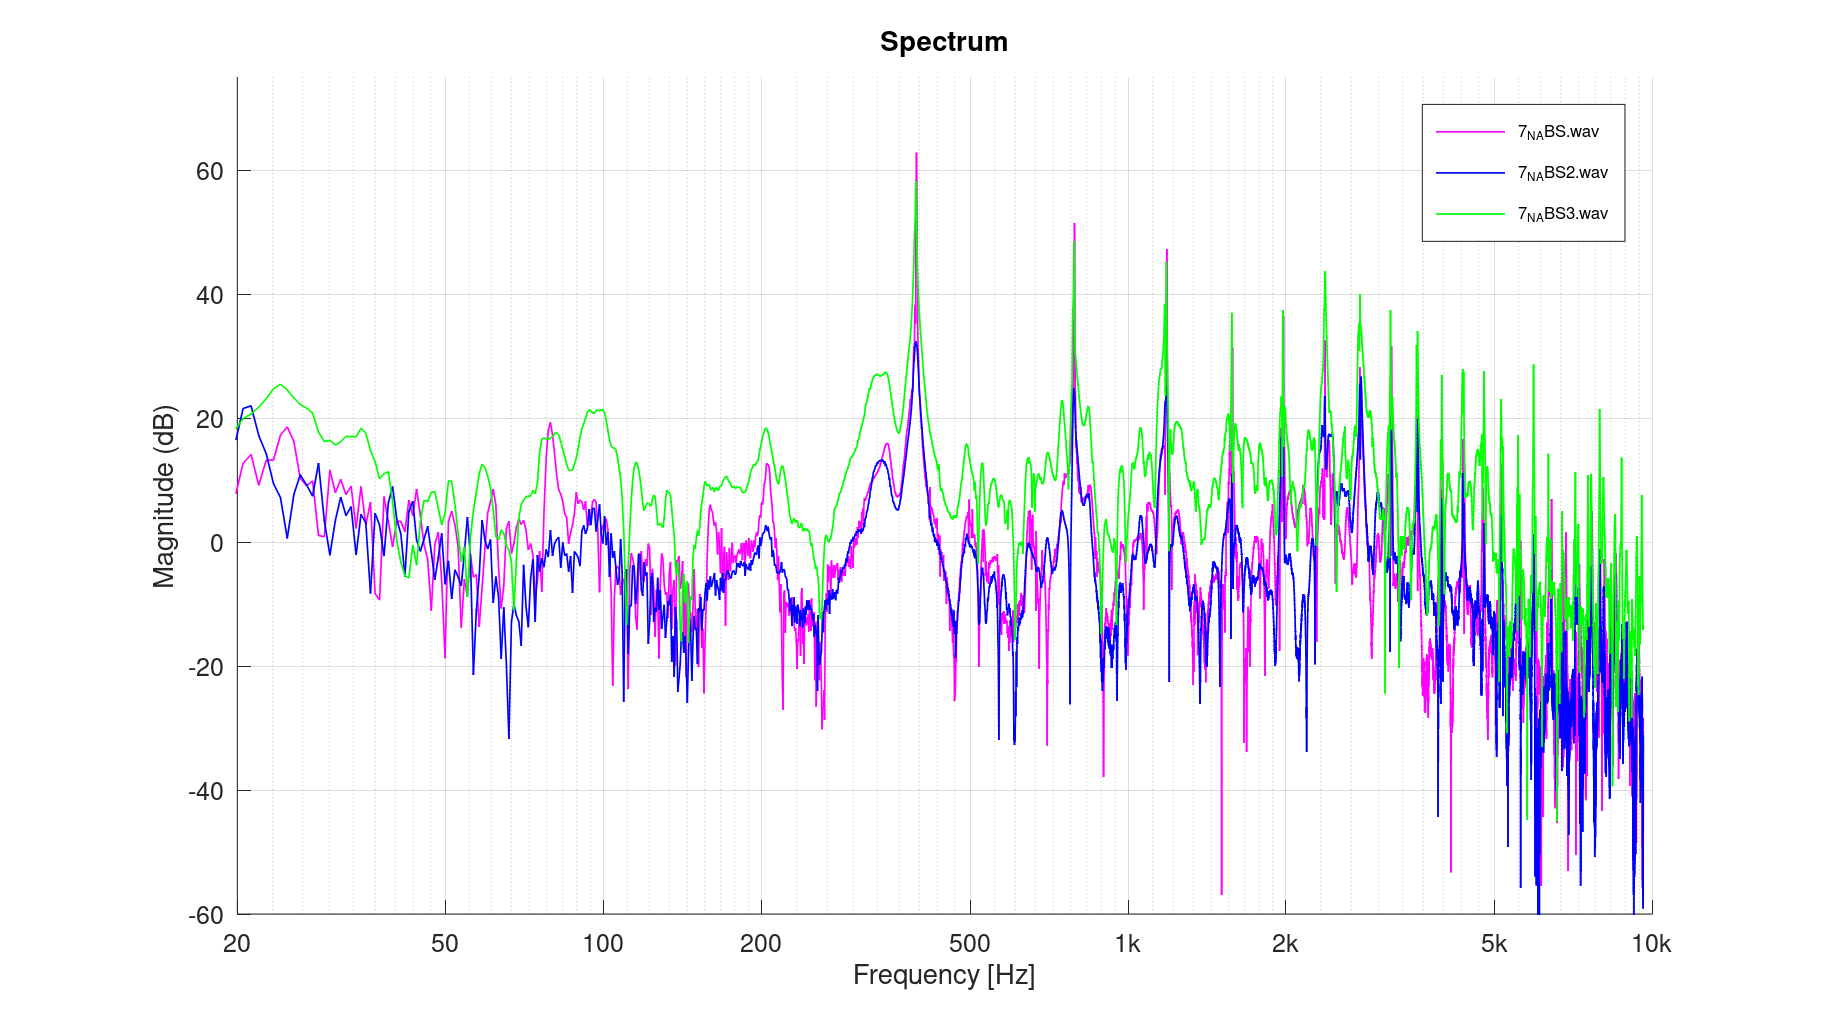 Spectrum
7NABS.wav
7NABS2.wav
7NABS3.wav
Magnitude (dB)
60
40
20
0
-20
-40
-60
20 50 100 200 500 1k 2k 5k 10k
Frequency [Hz]